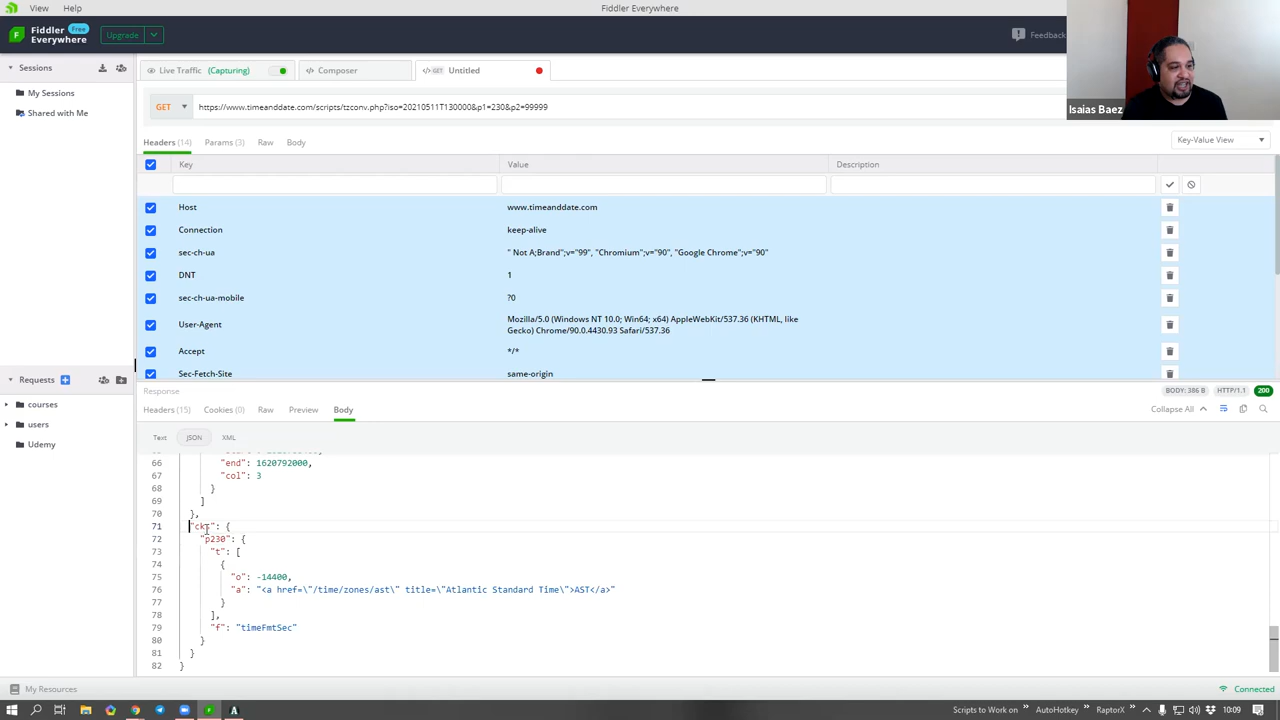 View Help
Fiddler Everywhere
Fiddler Everywhere Free
Upgrade
Feedback
Isaias Baez
Sessions
My Sessions
Shared with Me
Requests
courses
users
Udemy
Live Traffic (Capturing)
Composer
GET Untitled
GET https://www.timeanddate.com/scripts/tzconv.php?iso=20210511T130000&p1=230&p2=99999
Headers (14) Params (3) Raw Body
Key-Value View
Key Value Description
Host www.timeanddate.com
Connection keep-alive
sec-ch-ua " Not A;Brand";v="99", "Chromium";v="90", "Google Chrome";v="90"
DNT 1
sec-ch-ua-mobile ?0
User-Agent Mozilla/5.0 (Windows NT 10.0; Win64; x64) AppleWebKit/537.36 (KHTML, like
Gecko) Chrome/90.0.4430.93 Safari/537.36
Accept */*
Sec-Fetch-Site same-origin
Response
BODY: 386 B HTTP/1.1 200
Headers (15) Cookies (0) Raw Preview Body
Collapse All
Text JSON XML
66 "end": 1620792000,
67 "col": 3
68 }
69 ]
70 },
71 {
72 "p230": {
73 "t": [
74 {
75 "o": -14400,
76 "a": "<a href=\"/time/zones/ast\" title=\"Atlantic Standard Time\">AST</a>"
77 }
78 ],
79 "f": "timeFmtSec"
80 }
81 }
82 }
My Resources
Connected
Scripts to Work on
AutoHotkey
RaptorX
10:09